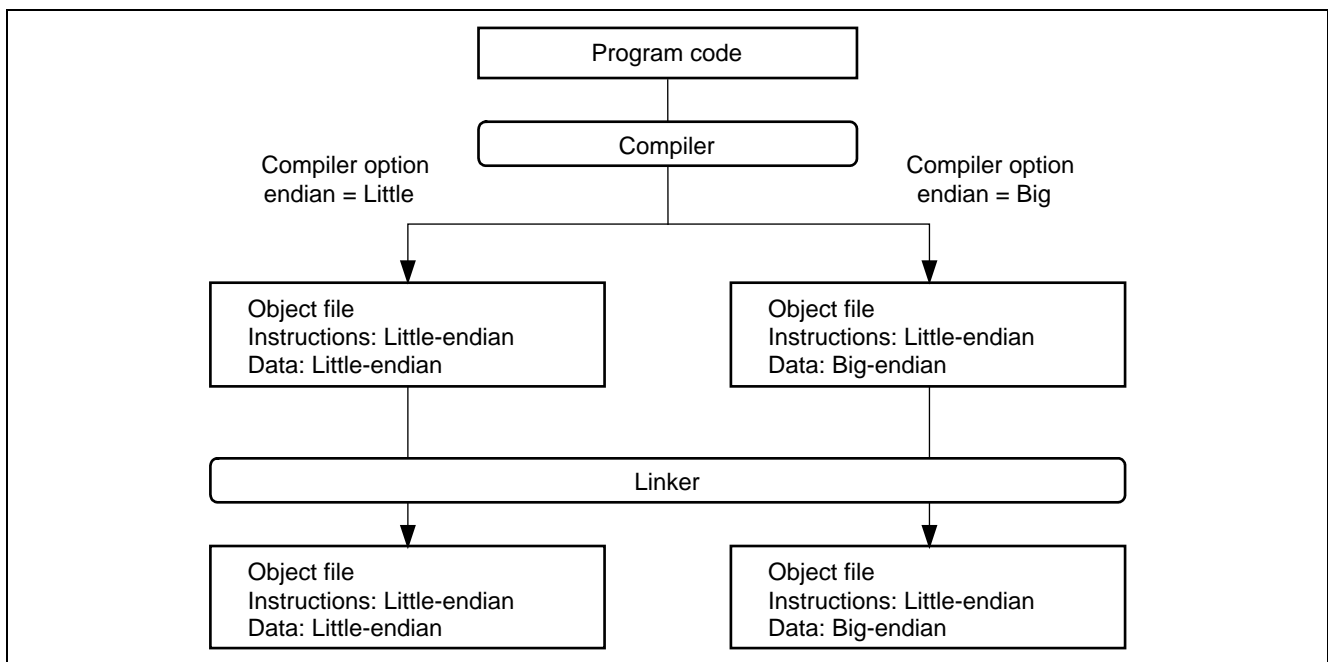 Program code
Compiler
Compiler option
endian = Little
Compiler option
endian = Big
Object file
Instructions: Little-endian
Data: Little-endian
Object file
Instructions: Little-endian
Data: Big-endian
Linker
Object file
Instructions: Little-endian
Data: Little-endian
Object file
Instructions: Little-endian
Data: Big-endian